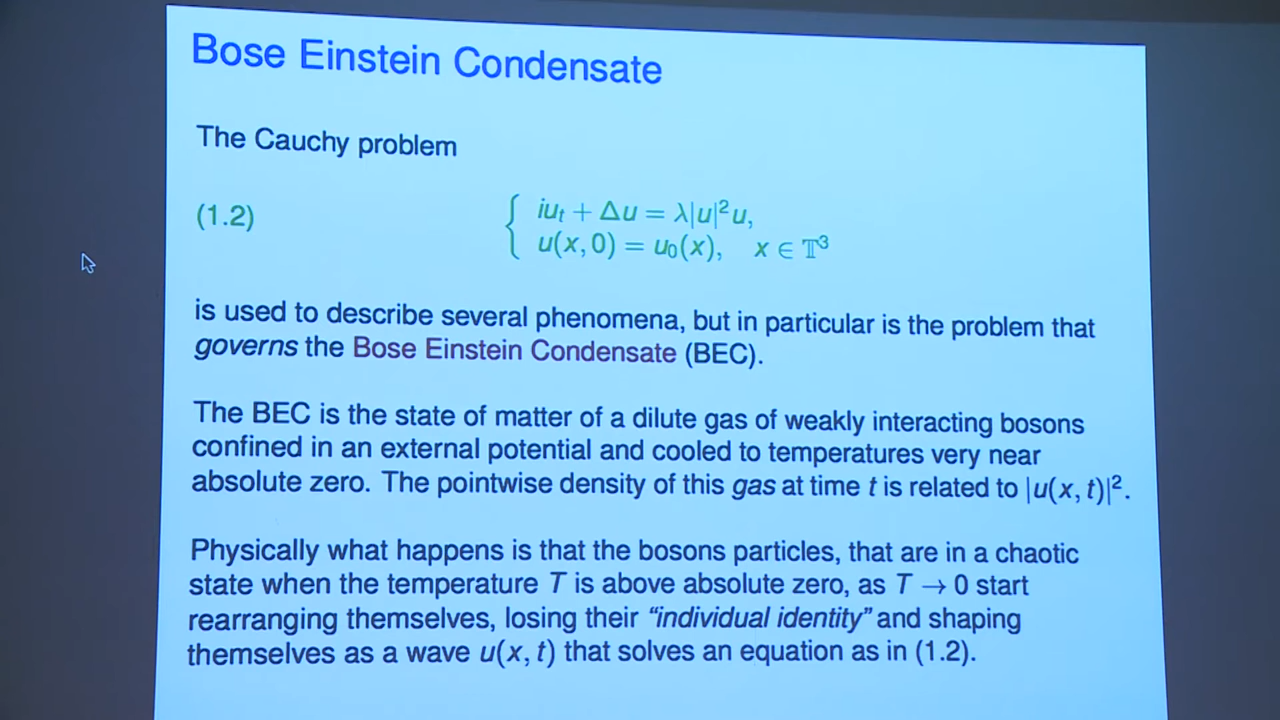 Bose Einstein Condensate
The Cauchy problem
(1.2)
iuₜ + Δu = λ|u|²u,
u(x, 0) = u₀(x), x ∈ 𝕋³
is used to describe several phenomena, but in particular is the problem that
governs the Bose Einstein Condensate (BEC).
The BEC is the state of matter of a dilute gas of weakly interacting bosons
confined in an external potential and cooled to temperatures very near
absolute zero. The pointwise density of this gas at time t is related to |u(x, t)|².
Physically what happens is that the bosons particles, that are in a chaotic
state when the temperature T is above absolute zero, as T → 0 start
rearranging themselves, losing their “individual identity” and shaping
themselves as a wave u(x, t) that solves an equation as in (1.2).